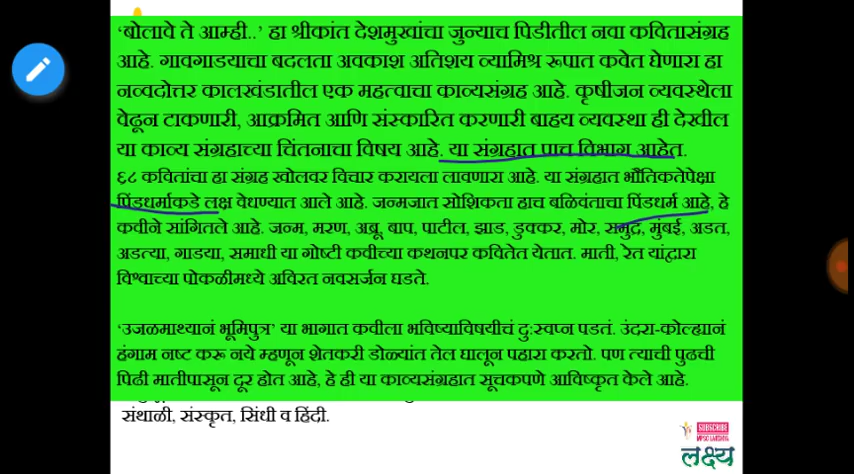 ‘बोलावे ते आम्ही..’ हा श्रीकांत देशमुखांचा जुन्याच पिडीतील नवा कवितासंग्रह
आहे. गावगाडयाचा बदलता अवकाश अतिशय व्यामिश्र रूपात कवेत घेणारा हा
नव्वदोत्तर कालखंडातील एक महत्वाचा काव्यसंग्रह आहे. कृषीजन व्यवस्थेला
वेढून टाकणारी, आक्रमित आणि संस्कारित करणारी बाहय व्यवस्था ही देखील
या काव्य संग्रहाच्या चिंतनाचा विषय आहे. या संग्रहात पाच विभाग आहेत.
६८ कवितांचा हा संग्रह खोलवर विचार करायला लावणारा आहे. या संग्रहात भौतिकतेपेक्षा
पिंडधर्माकडे लक्ष वेधण्यात आले आहे. जन्मजात सोशिकता हाच बळिवंताचा पिंडधर्म आहे, हे
कवीने सांगितले आहे. जन्म, मरण, अब्रू, बाप, पाटील, झाड, डुक्कर, मोर, समुद्र, मुंबई, अडत,
अडत्या, गाडया, समाधी या गोष्टी कवीच्या कथनपर कवितेत येतात. माती, रेत यांद्वारा
विश्वाच्या पोकळीमध्ये अविरत नवसर्जन घडते.
‘उजळमाथ्यानं भूमिपुत्र’ या भागात कवीला भविष्याविषयीचं दु:स्वप्न पडतं. उंदरा-कोल्ह्यानं
हंगाम नष्ट करू नये म्हणून शेतकरी डोळ्यांत तेल घालून पहारा करतो. पण त्याची पुढची
पिढी मातीपासून दूर होत आहे, हे ही या काव्यसंग्रहात सूचकपणे आविष्कृत केले आहे.
संथाळी, संस्कृत, सिंधी व हिंदी.
SUBSCRIBE
लक्ष्य